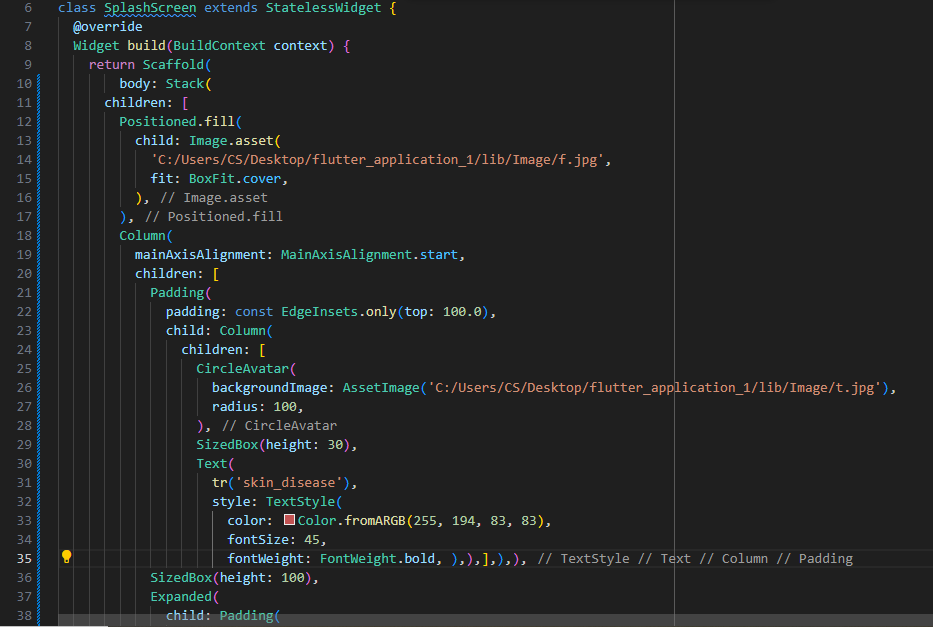 6 class SplashScreen extends StatelessWidget {
7 @override
8 Widget build(BuildContext context) {
9 return Scaffold(
10 body: Stack(
11 children: [
12 Positioned.fill(
13 child: Image.asset(
14 'C:/Users/CS/Desktop/flutter_application_1/lib/Image/f.jpg',
15 fit: BoxFit.cover,
16 ), // Image.asset
17 ), // Positioned.fill
18 Column(
19 mainAxisAlignment: MainAxisAlignment.start,
20 children: [
21 Padding(
22 padding: const EdgeInsets.only(top: 100.0),
23 child: Column(
24 children: [
25 CircleAvatar(
26 backgroundImage: AssetImage('C:/Users/CS/Desktop/flutter_application_1/lib/Image/t.jpg'),
27 radius: 100,
28 ), // CircleAvatar
29 SizedBox(height: 30),
30 Text(
31 tr('skin_disease'),
32 style: TextStyle(
33 color: Color.fromARGB(255, 194, 83, 83),
34 fontSize: 45,
35 fontWeight: FontWeight.bold, ),),],),), // TextStyle // Text // Column // Padding
36 SizedBox(height: 100),
37 Expanded(
38 child: Padding(